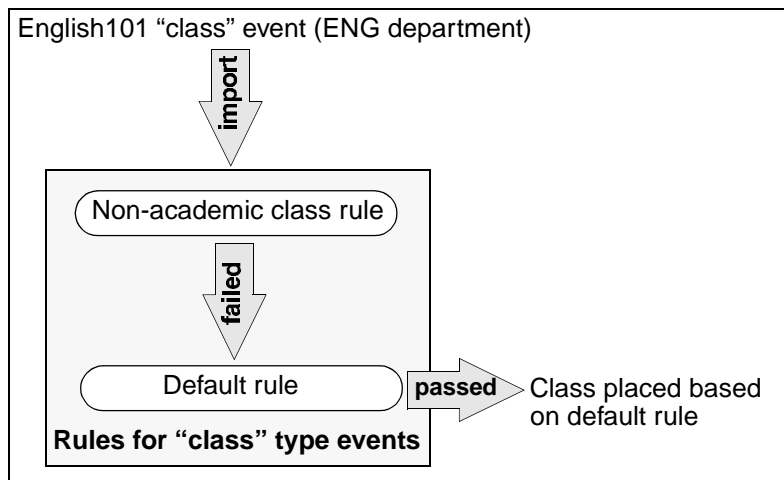 English101 “class” event (ENG department)
import
Non-academic class rule
failed
Default rule
passed
Class placed based
on default rule
Rules for “class” type events